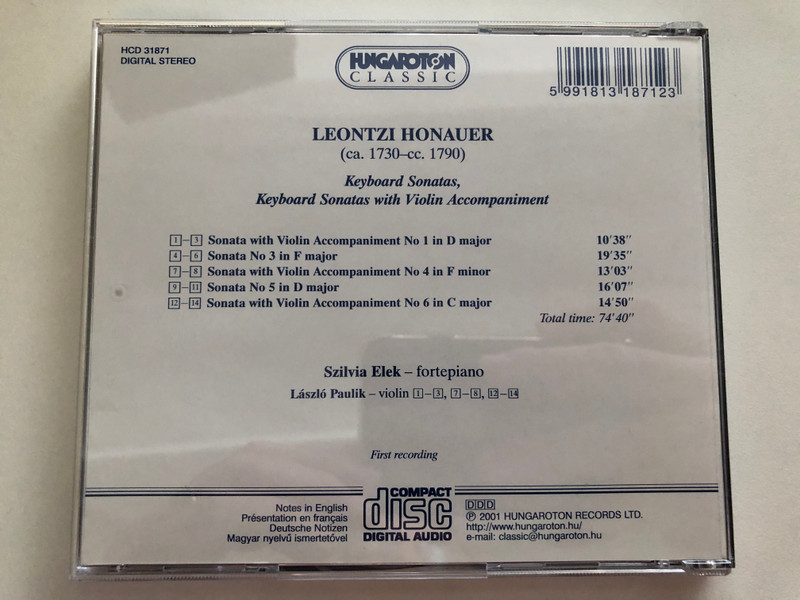 HCD 31871
DIGITAL STEREO
HUNGAROTON
CLASSIC
5 991813 187123
LEONTZI HONAUER
(ca. 1730–cc. 1790)
Keyboard Sonatas,
Keyboard Sonatas with Violin Accompaniment
1–3 Sonata with Violin Accompaniment No 1 in D major 10'38"
4–6 Sonata No 3 in F major 19'35"
7–8 Sonata with Violin Accompaniment No 4 in F minor 13'03"
9–11 Sonata No 5 in D major 16'07"
12–14 Sonata with Violin Accompaniment No 6 in C major 14'50"
Total time: 74'40"
Szilvia Elek – fortepiano
László Paulik – violin 1–3, 7–8, 12–14
First recording
Notes in English
Présentation en français
Deutsche Notizen
Magyar nyelvű ismertetővel
COMPACT
disc
DIGITAL AUDIO
DDD
℗ 2001 HUNGAROTON RECORDS LTD.
http://www.hungaroton.hu/
e-mail: classic@hungaroton.hu